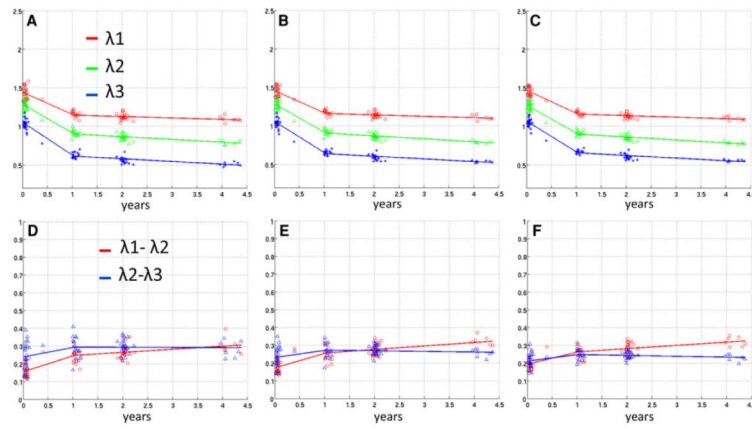 A B C
λ1
λ2
λ3
2.5 2.5 2.5
2 2 2
1.5 1.5 1.5
1 1 1
0.5 0.5 0.5
0 0.5 1 1.5 2 2.5 3 3.5 4 4.5 0 0.5 1 1.5 2 2.5 3 3.5 4 4.5 0 0.5 1 1.5 2 2.5 3 3.5 4 4.5
years years years
D E F
λ1- λ2
λ2-λ3
1 1 1
0.9 0.9 0.9
0.8 0.8 0.8
0.7 0.7 0.7
0.6 0.6 0.6
0.5 0.5 0.5
0.4 0.4 0.4
0.3 0.3 0.3
0.2 0.2 0.2
0.1 0.1 0.1
0 0 0
0 0.5 1 1.5 2 2.5 3 3.5 4 4.5 0 0.5 1 1.5 2 2.5 3 3.5 4 4.5 0 0.5 1 1.5 2 2.5 3 3.5 4 4.5
years years years